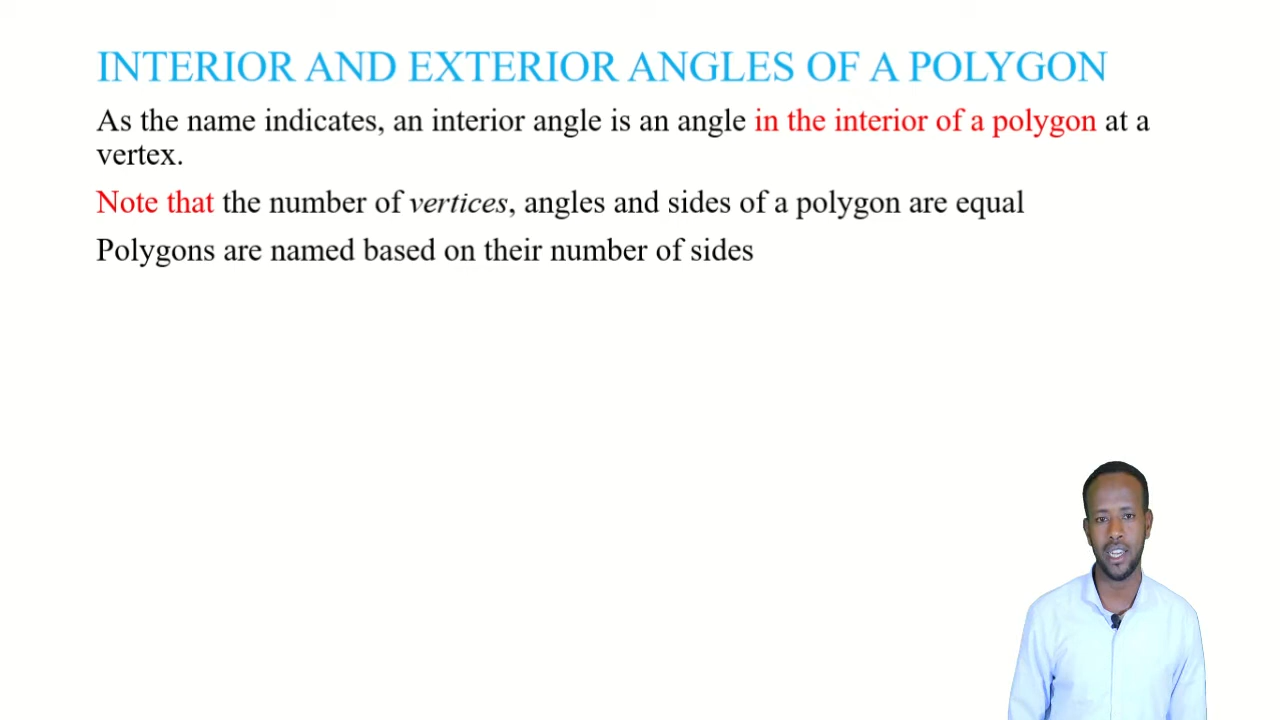 INTERIOR AND EXTERIOR ANGLES OF A POLYGON
As the name indicates, an interior angle is an angle in the interior of a polygon at a
vertex.
Note that the number of vertices, angles and sides of a polygon are equal
Polygons are named based on their number of sides